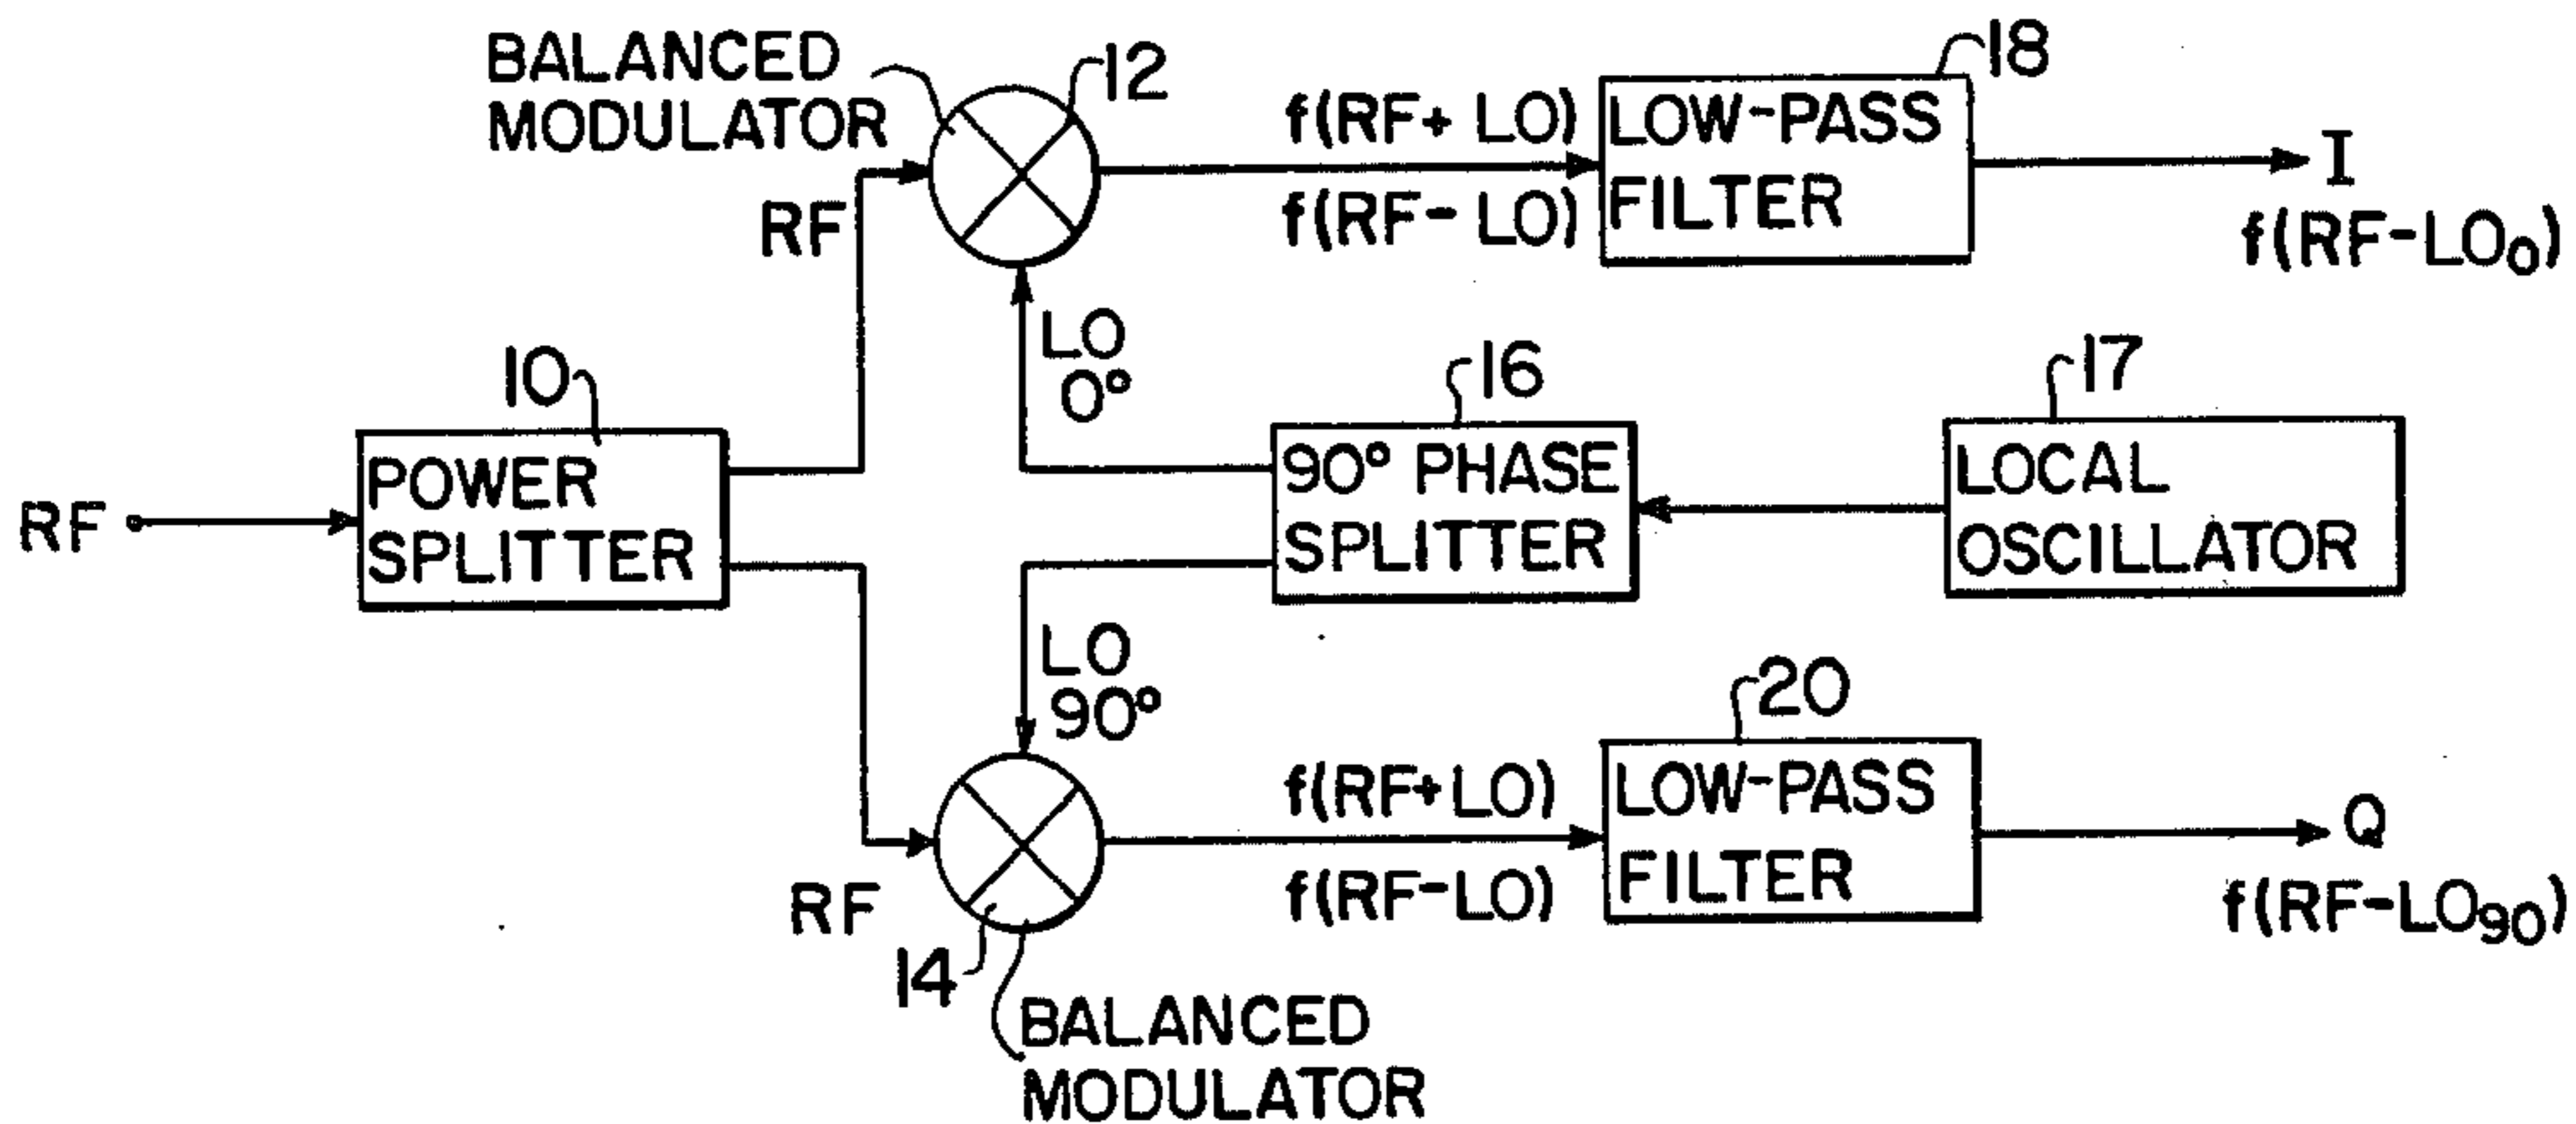 BALANCED
MODULATOR
12
18
f(RF+ LO)
f(RF- LO)
LOW-PASS
FILTER
I
f(RF-LO₀)
RF
LO
0°
10
16
17
RF
POWER
SPLITTER
90° PHASE
SPLITTER
LOCAL
OSCILLATOR
LO
90°
20
f(RF+LO)
f(RF-LO)
LOW-PASS
FILTER
Q
f(RF-LO₉₀)
RF
14
BALANCED
MODULATOR